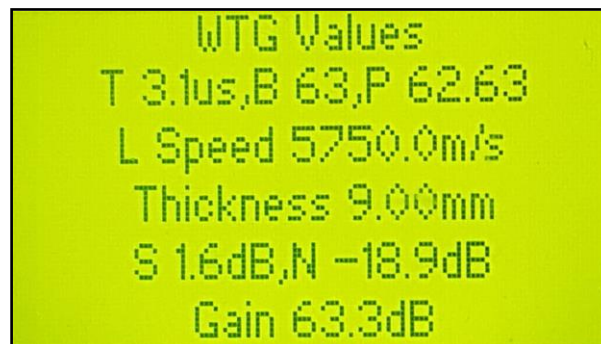 WTG Values
T 3.1us,B 63,P 62.63
L Speed 5750.0m/s
Thickness 9.00mm
S 1.6dB,N -18.9dB
Gain 63.3dB